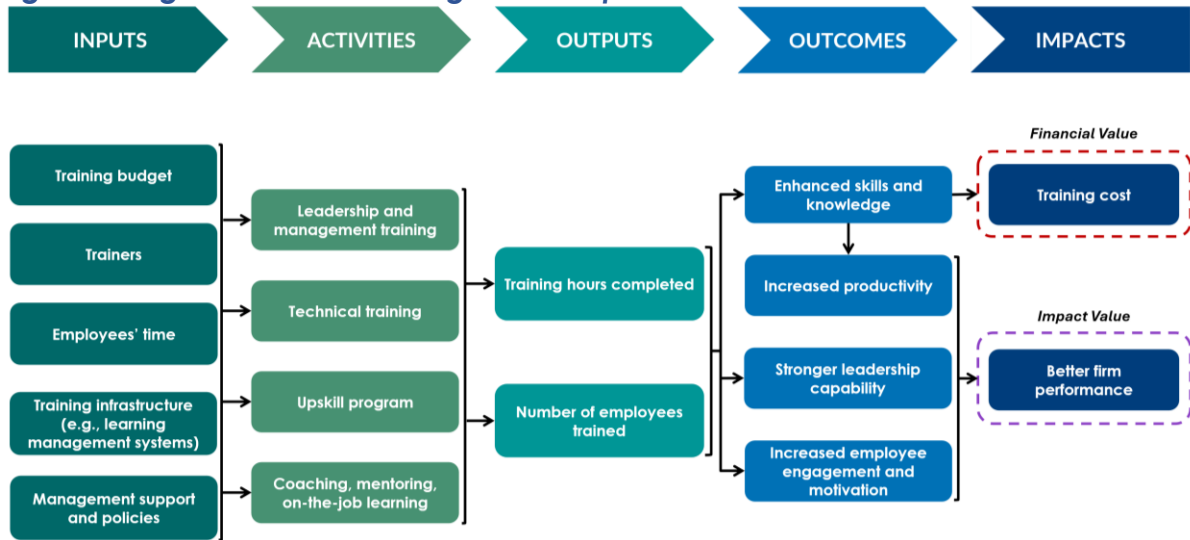 INPUTS
ACTIVITIES
OUTPUTS
OUTCOMES
IMPACTS
Training budget
Trainers
Employees' time
Training infrastructure
(e.g., learning
management systems)
Management support
and policies
Leadership and
management training
Technical training
Upskill program
Coaching, mentoring,
on-the-job learning
Training hours completed
Number of employees
trained
Enhanced skills and
knowledge
Increased productivity
Stronger leadership
capability
Increased employee
engagement and
motivation
Financial Value
Training cost
Impact Value
Better firm
performance